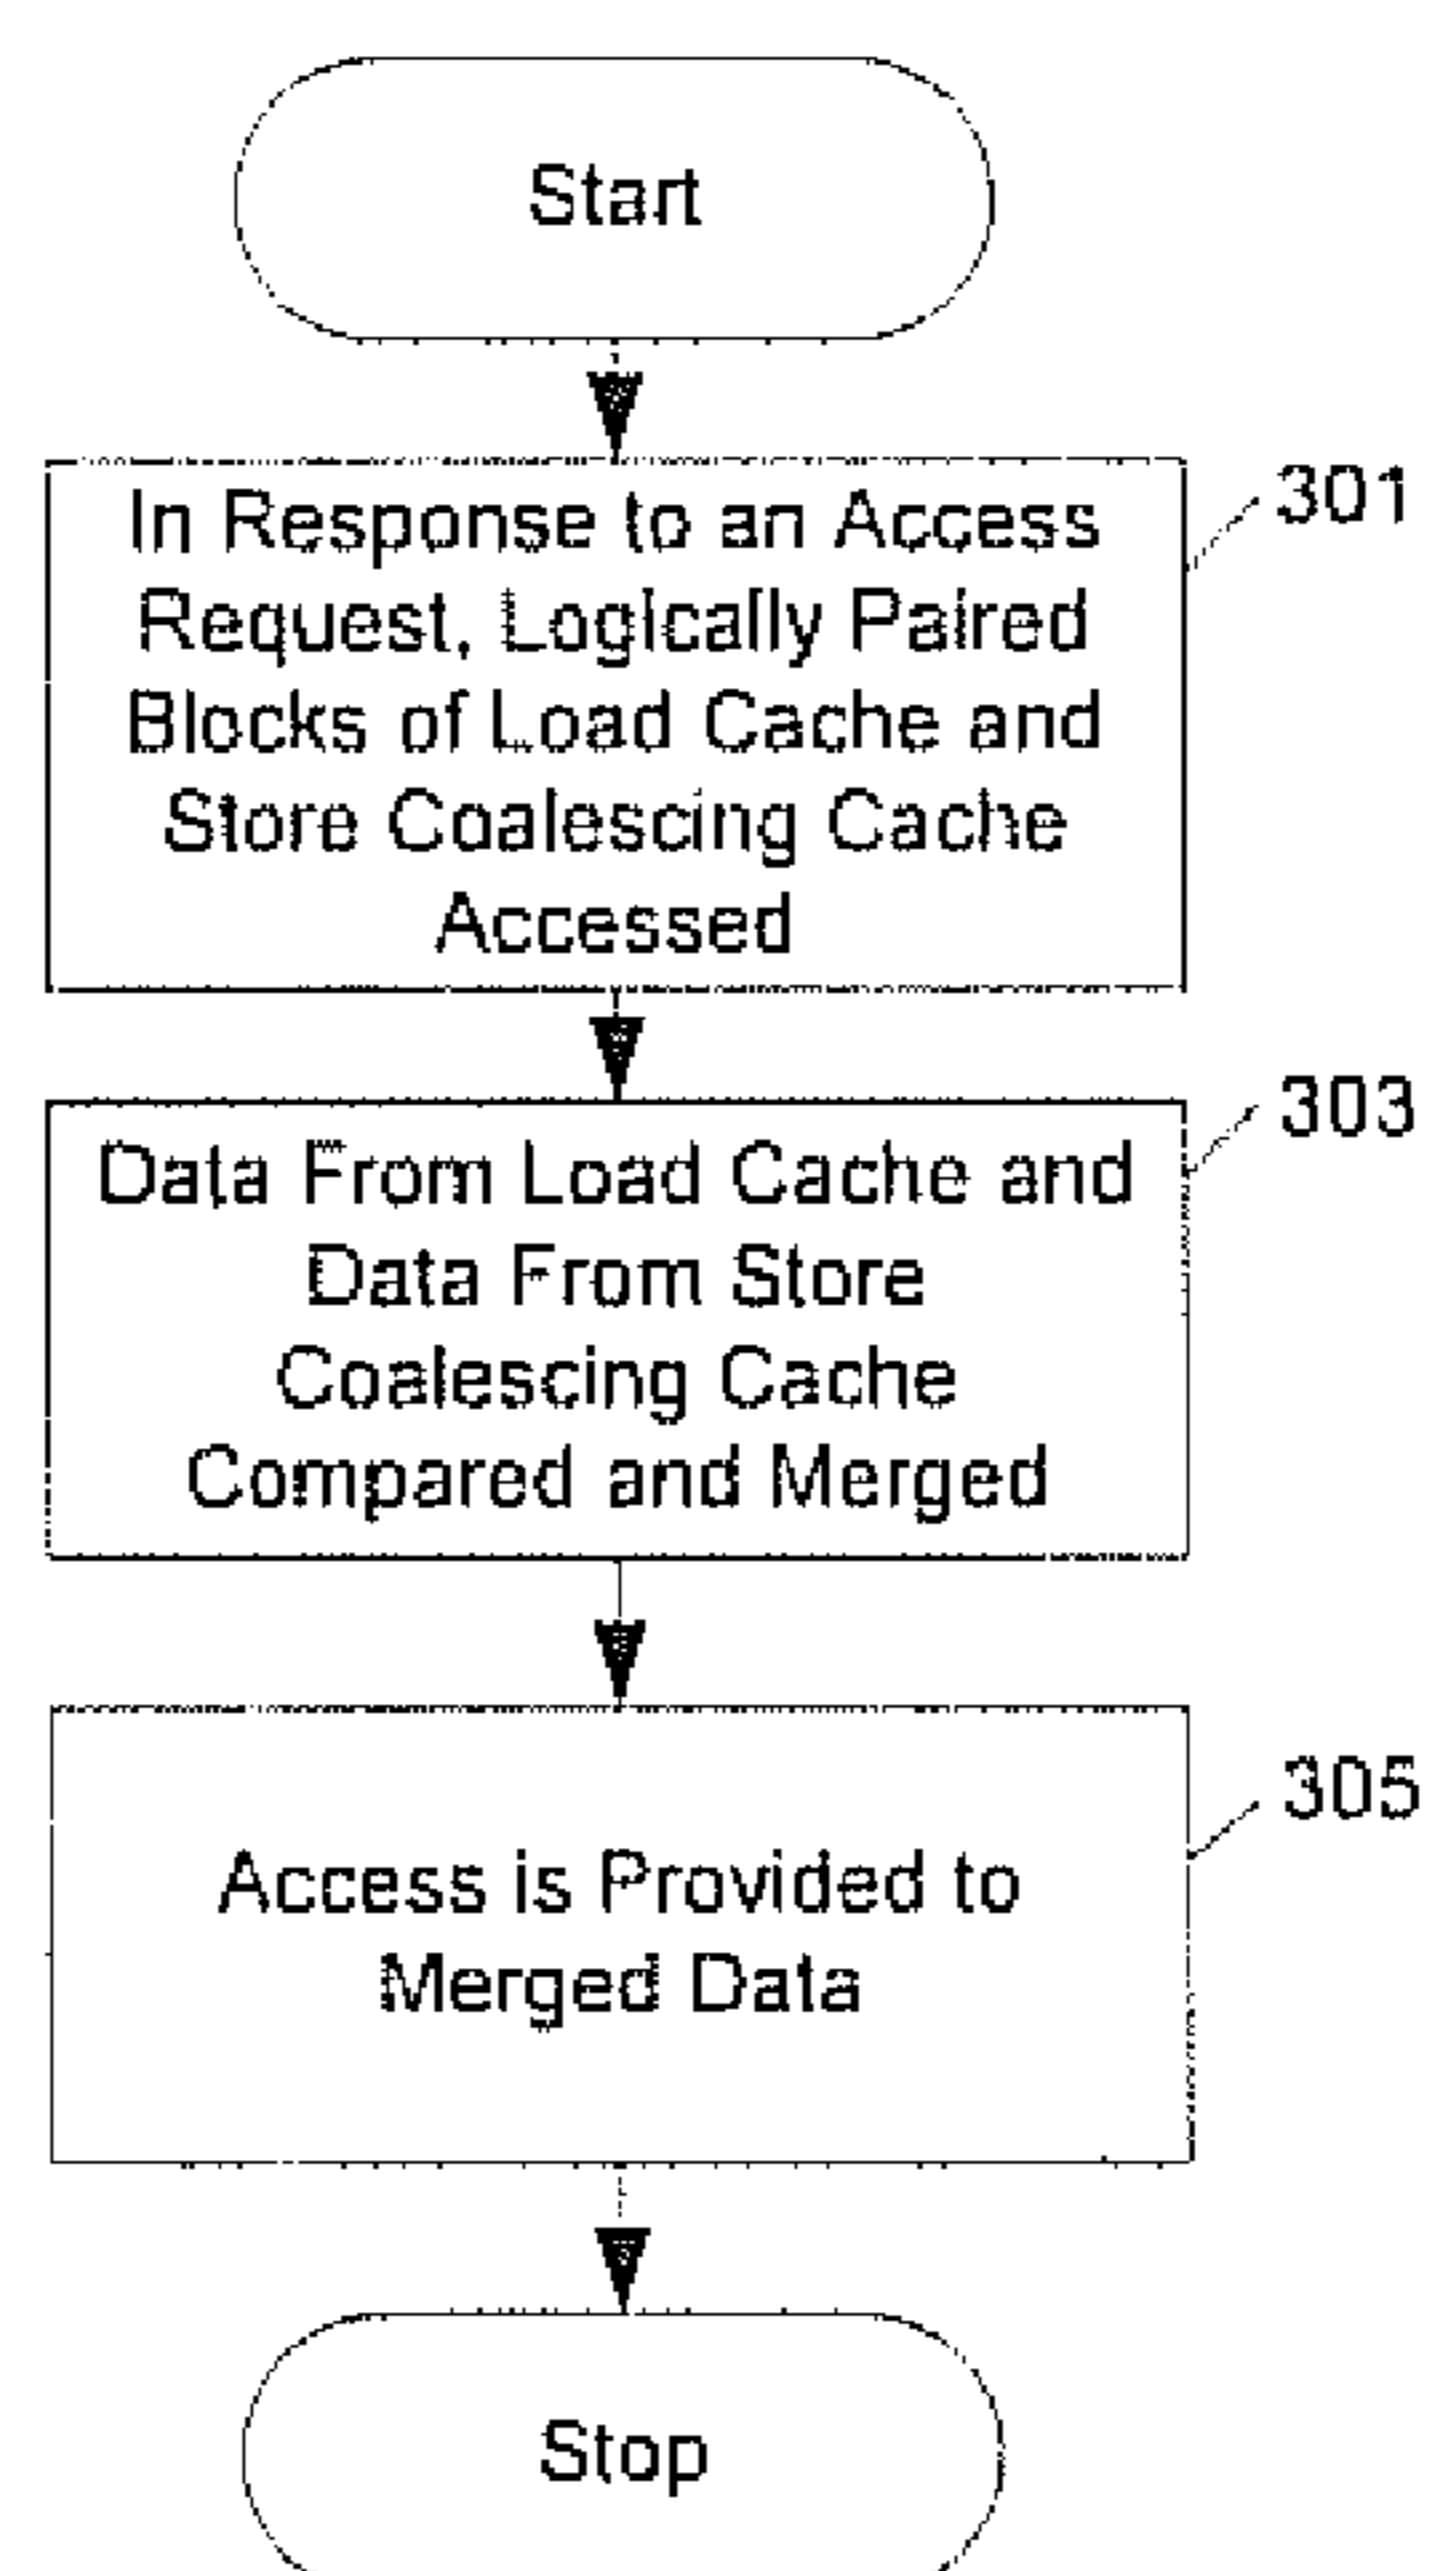 Start
In Response to an Access
Request, Logically Paired
Blocks of Load Cache and
Store Coalescing Cache
Accessed
301
Data From Load Cache and
Data From Store
Coalescing Cache
Compared and Merged
303
Access is Provided to
Merged Data
305
Stop